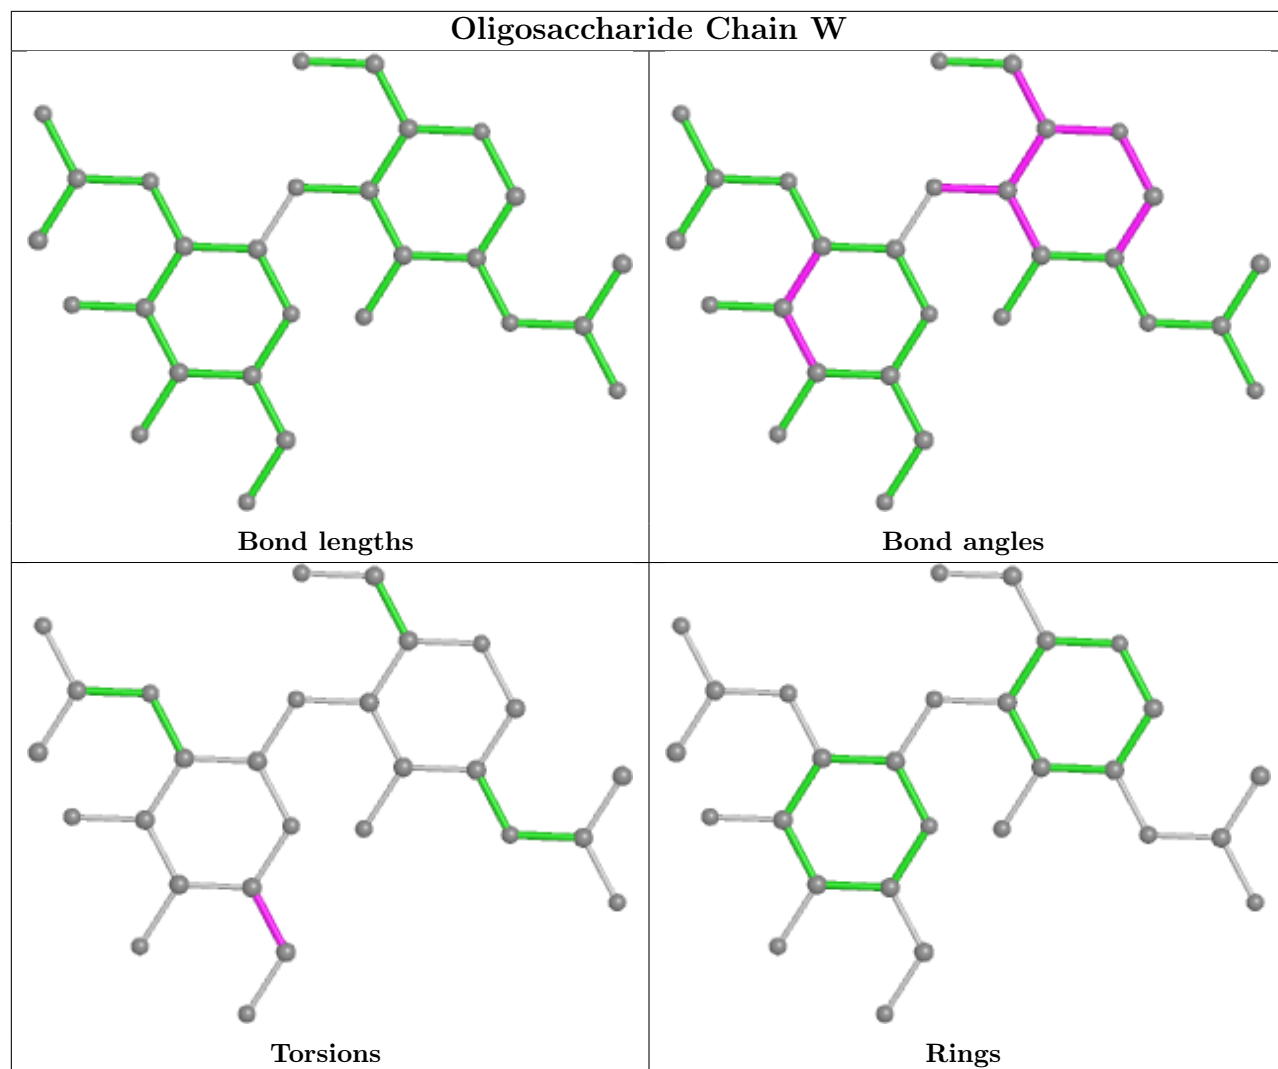 Oligosaccharide Chain W
Bond lengths
Bond angles
Torsions
Rings